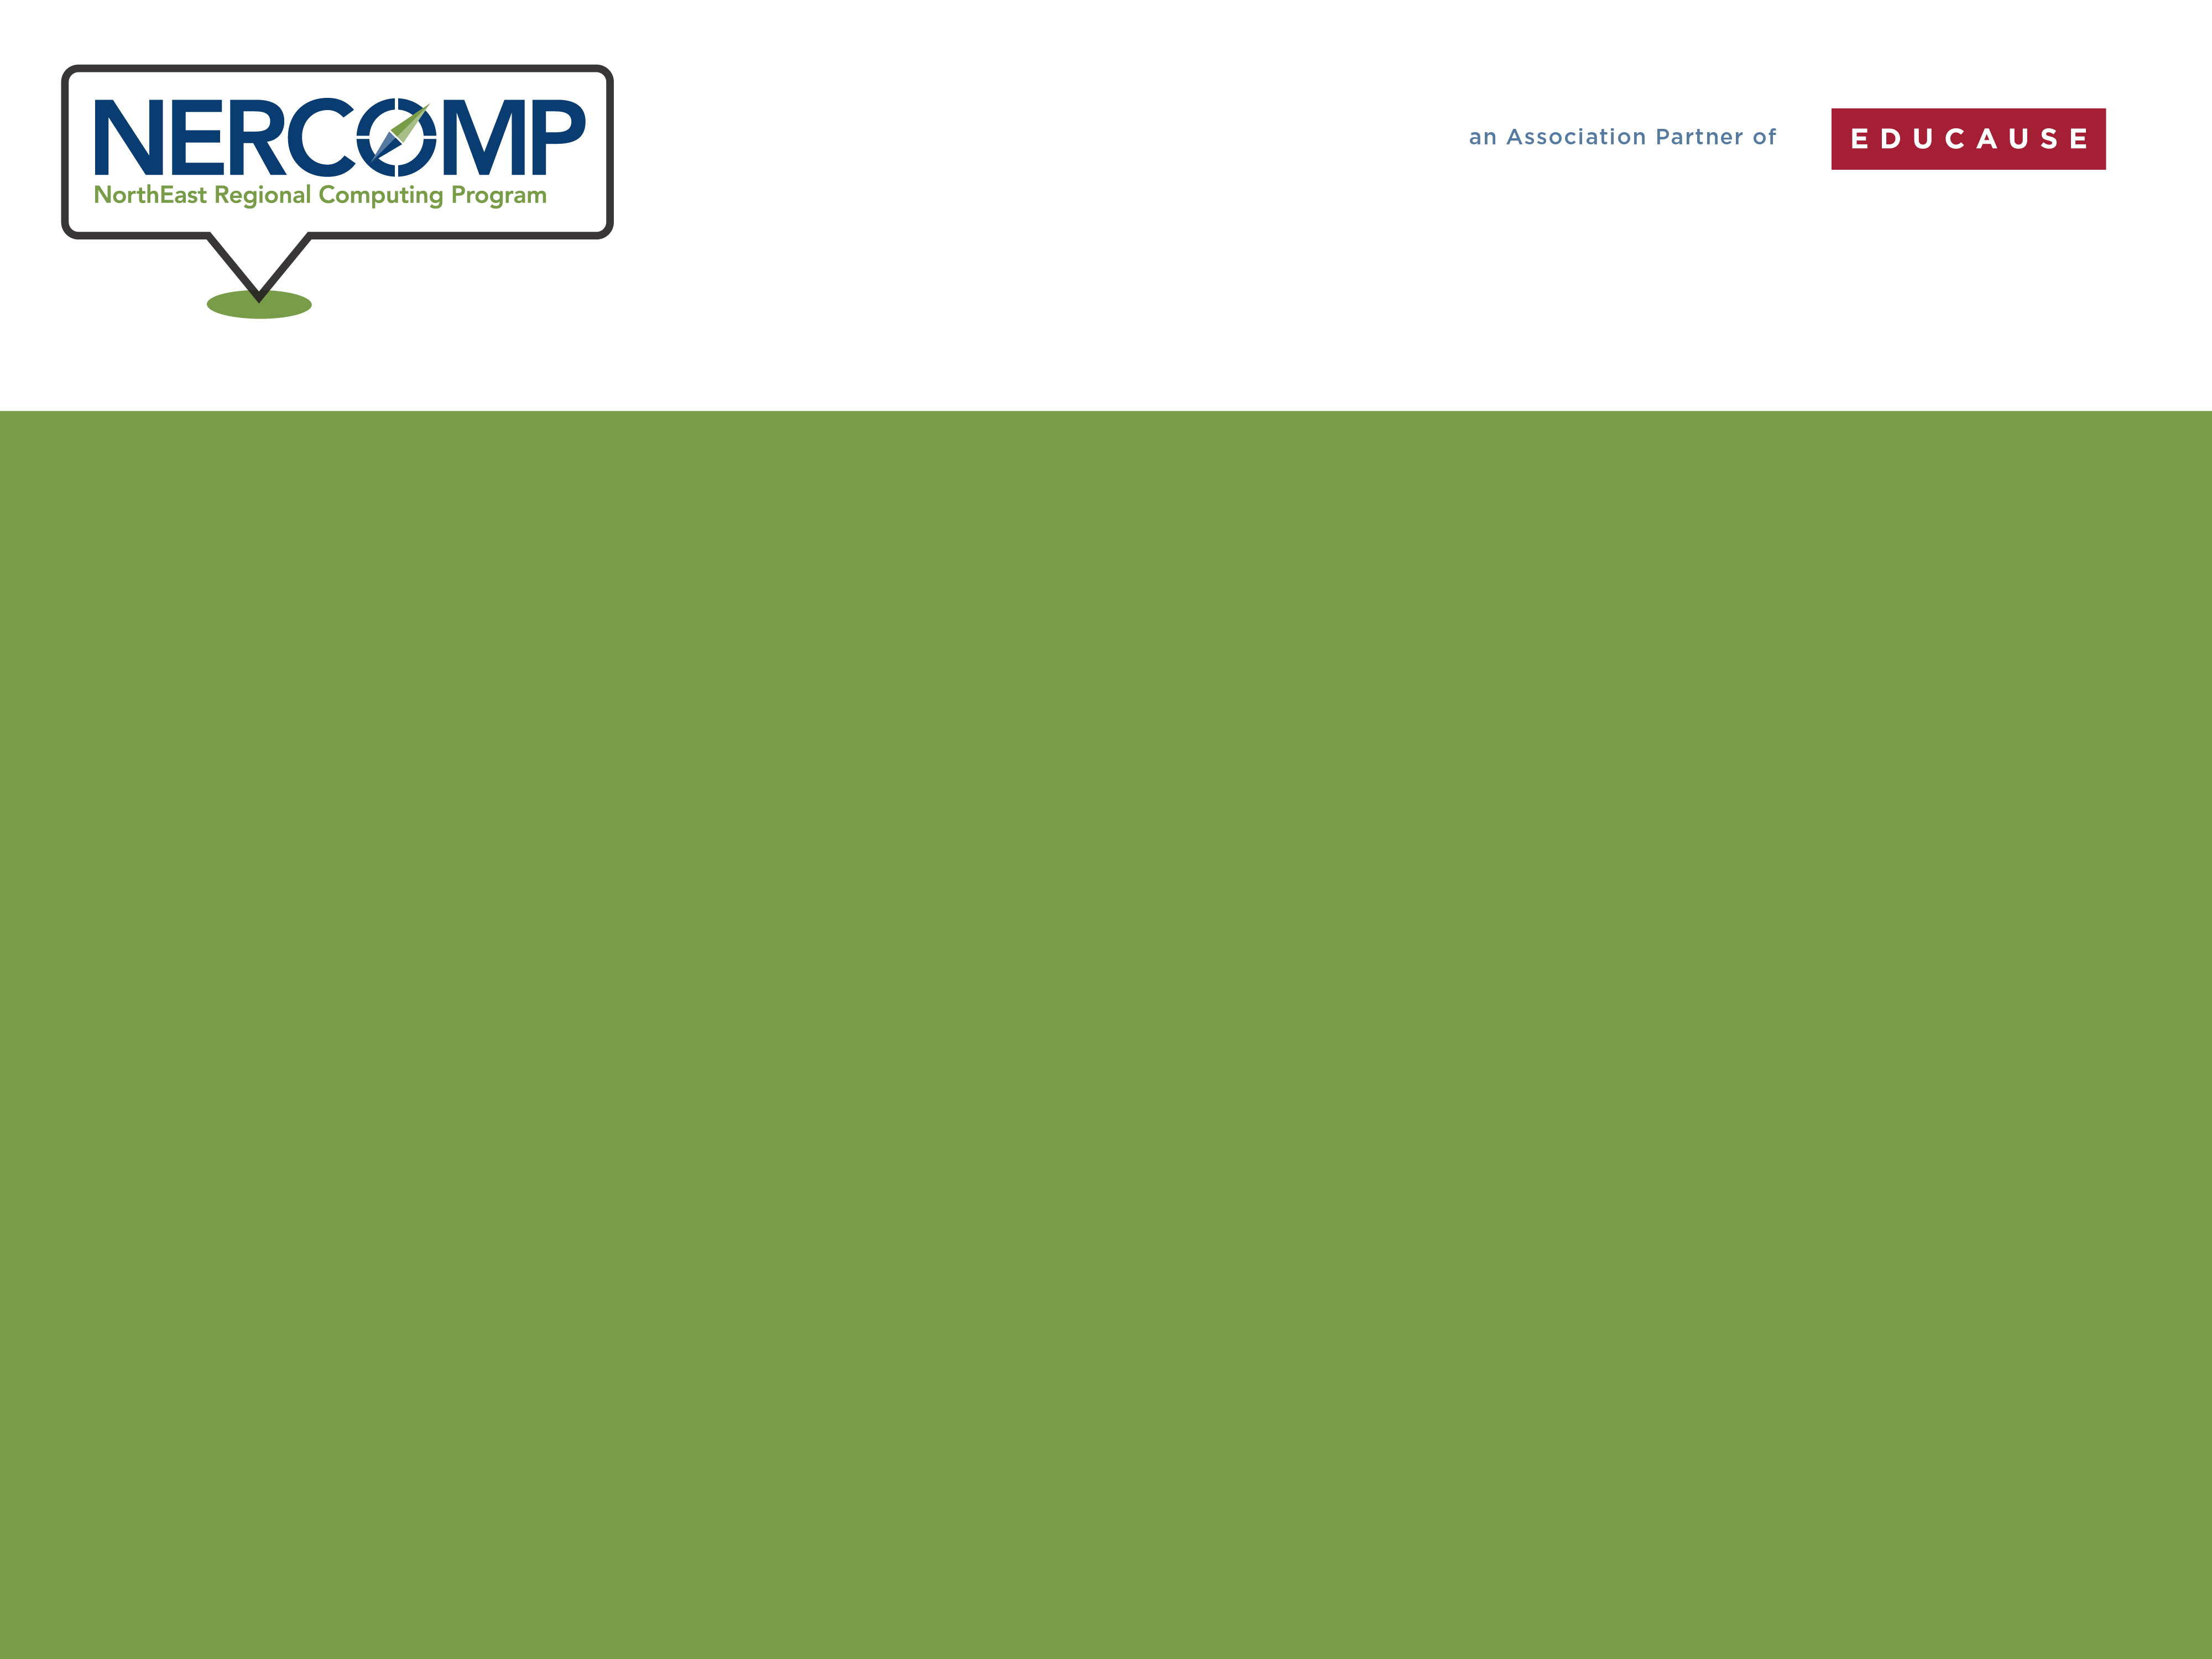 NERCOMP
NorthEast Regional Computing Program
an Association Partner of
EDUCAUSE